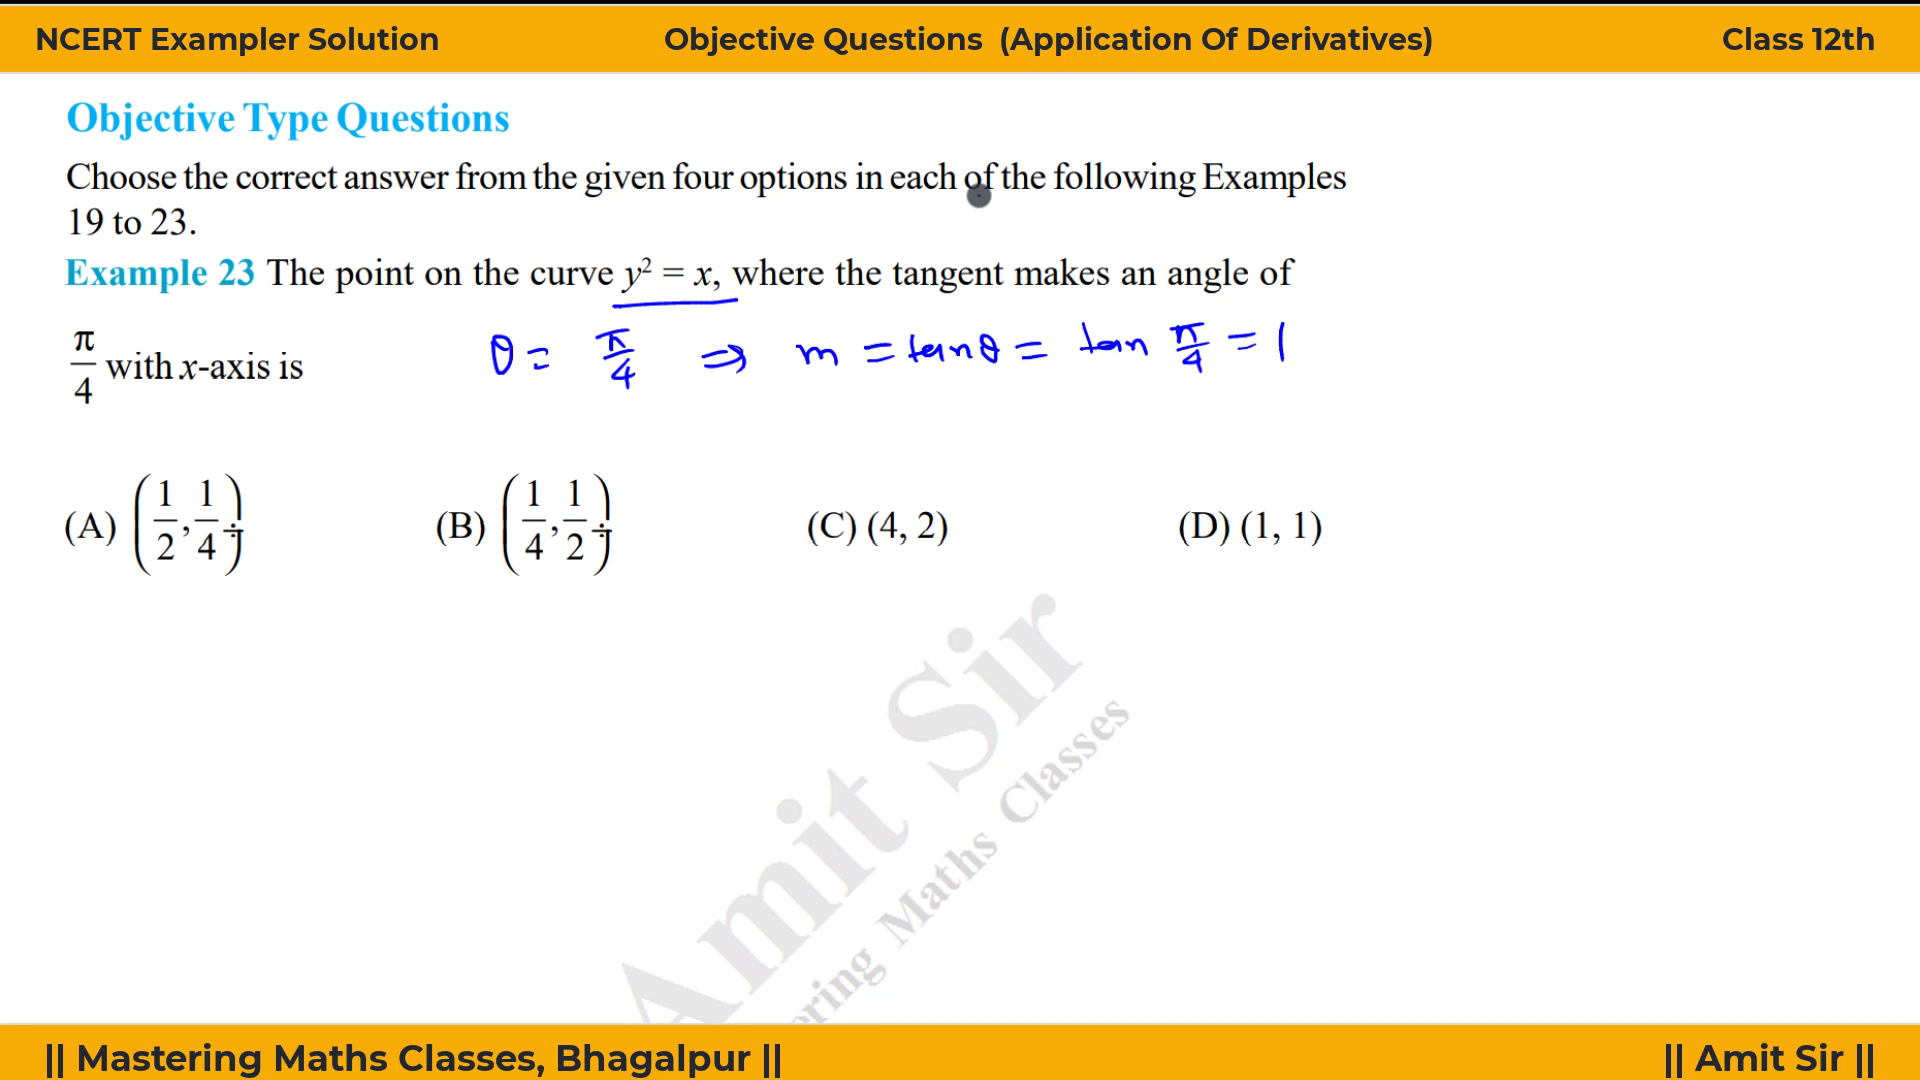 NCERT Exampler Solution Objective Questions (Application Of Derivatives) Class 12th
Objective Type Questions
Choose the correct answer from the given four options in each of the following Examples
19 to 23.
Example 23 The point on the curve y² = x, where the tangent makes an angle of
π/4 with x-axis is
θ = π/4 ⇒ m = tanθ = tan π/4 = 1
(A) (1/2, 1/4) (B) (1/4, 1/2) (C) (4, 2) (D) (1, 1)
Amit Sir
Maths Classes
|| Mastering Maths Classes, Bhagalpur || || Amit Sir ||